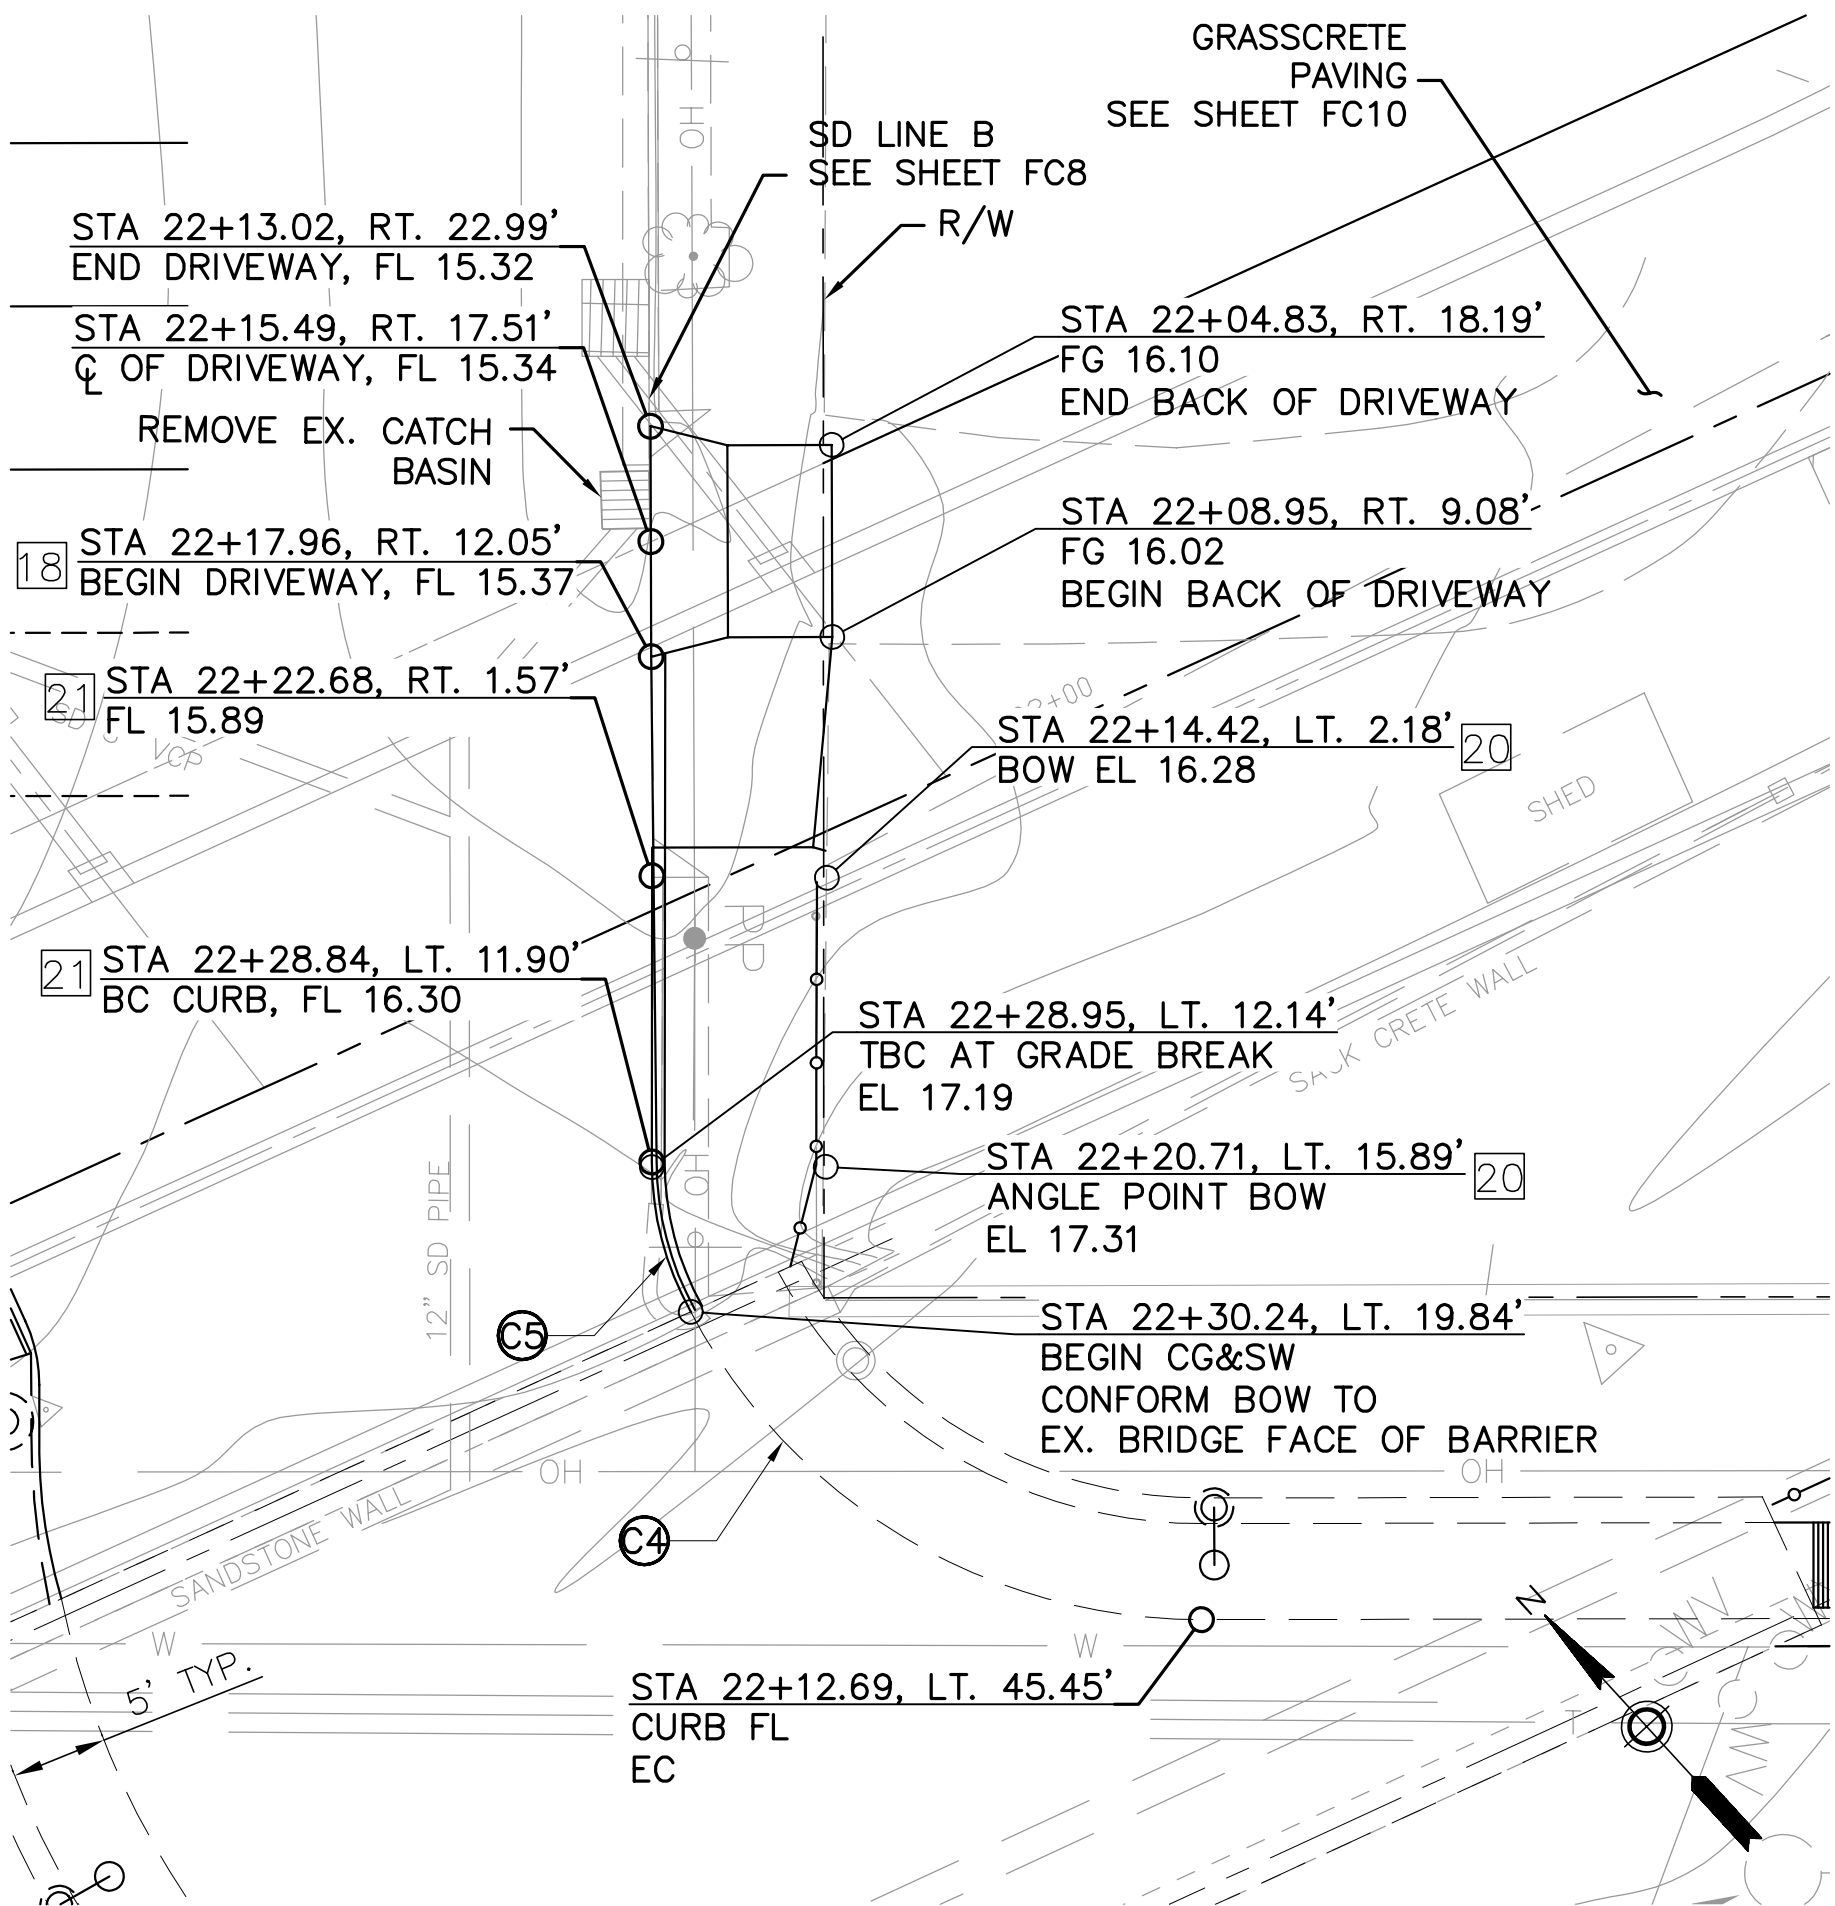 GRASSCRETE
PAVING
SEE SHEET FC10
OH
SD LINE B
SEE SHEET FC8
R/W
STA 22+13.02, RT. 22.99'
END DRIVEWAY, FL 15.32
STA 22+15.49, RT. 17.51'
℄ OF DRIVEWAY, FL 15.34
REMOVE EX. CATCH
BASIN
STA 22+04.83, RT. 18.19'
FG 16.10
END BACK OF DRIVEWAY
STA 22+08.95, RT. 9.08'
FG 16.02
BEGIN BACK OF DRIVEWAY
18
STA 22+17.96, RT. 12.05'
BEGIN DRIVEWAY, FL 15.37
21
STA 22+22.68, RT. 1.57'
FL 15.89
SD
VCP
STA 22+14.42, LT. 2.18'
BOW EL 16.28
20
SHED
PP
21
STA 22+28.84, LT. 11.90'
BC CURB, FL 16.30
STA 22+28.95, LT. 12.14'
TBC AT GRADE BREAK
EL 17.19
SACK CRETE WALL
STA 22+20.71, LT. 15.89'
ANGLE POINT BOW
EL 17.31
20
OH
12" SD PIPE
C5
STA 22+30.24, LT. 19.84'
BEGIN CG&SW
CONFORM BOW TO
EX. BRIDGE FACE OF BARRIER
OH
OH
C4
SANDSTONE WALL
W
W
N
5' TYP.
STA 22+12.69, LT. 45.45'
CURB FL
EC
T